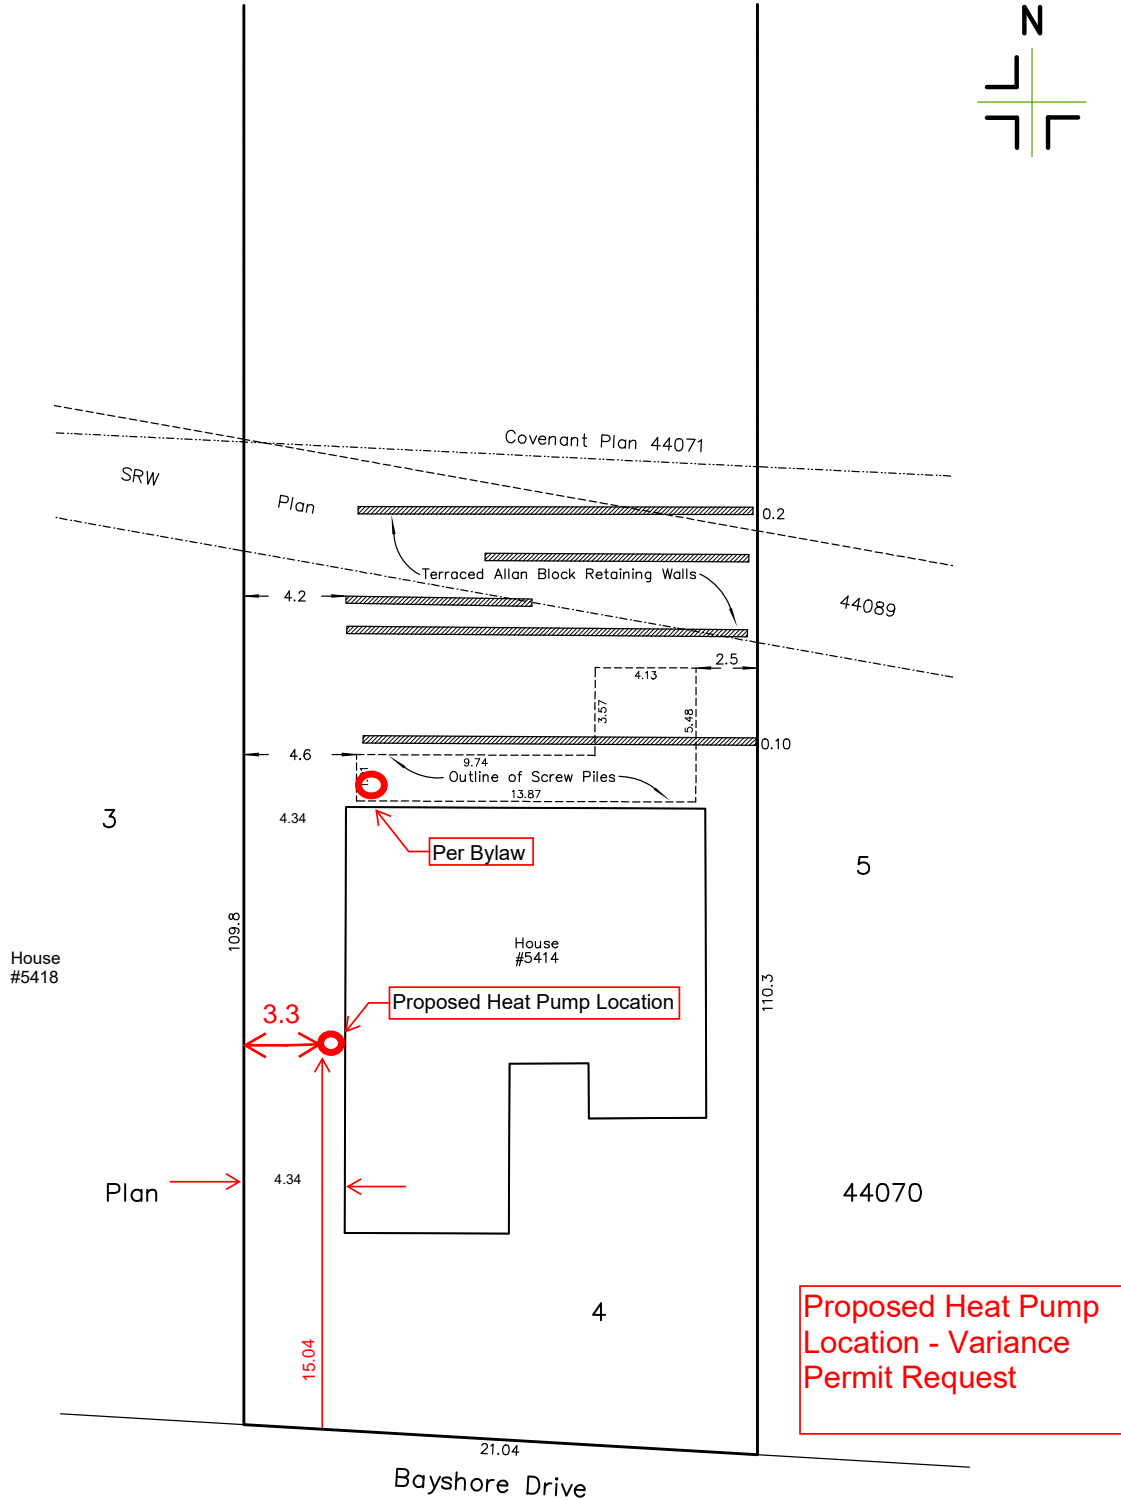 N
Covenant Plan 44071
SRW
Plan
0.2
Terraced Allan Block Retaining Walls
4.2
44089
2.5
4.13
3.57
5.48
0.10
4.6
9.74
Outline of Screw Piles
13.87
3
4.34
Per Bylaw
5
109.8
House
#5414
House
#5418
110.3
Proposed Heat Pump Location
3.3
4.34
Plan
44070
4
Proposed Heat Pump
Location - Variance
Permit Request
15.04
21.04
Bayshore Drive